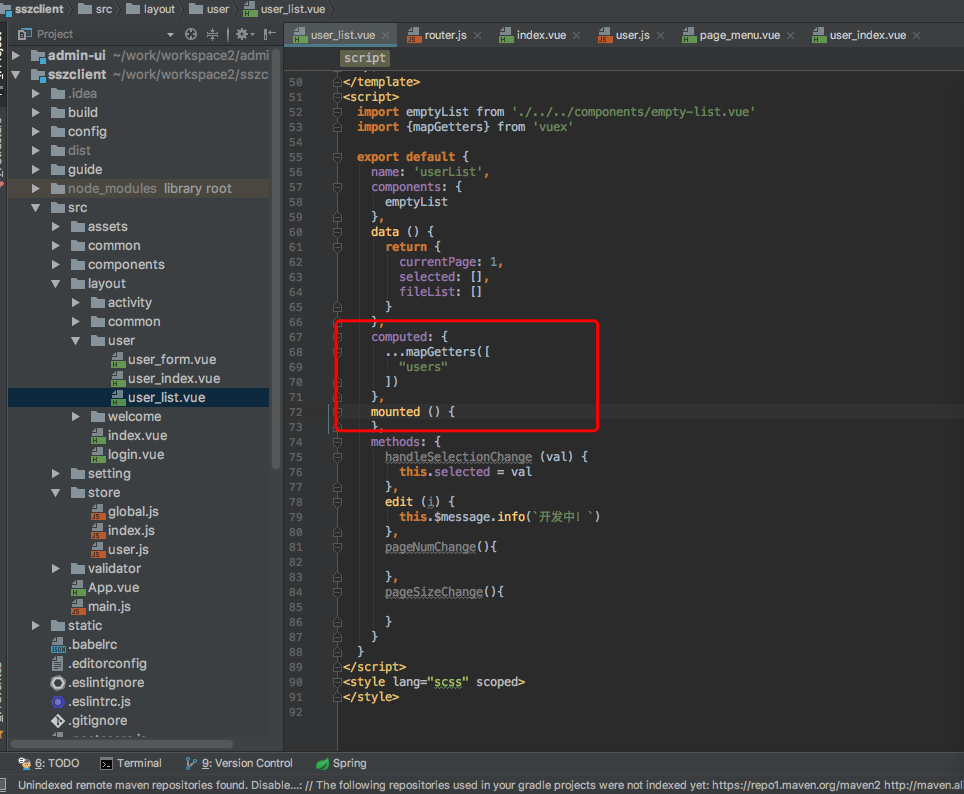 sszclient src layout user user_list.vue
Project
user_list.vue router.js index.vue user.js page_menu.vue user_index.vue
script
admin-ui ~/work/workspace2/admi
sszclient ~/work/workspace2/sszc
.idea
build
config
dist
guide
node_modules library root
src
assets
common
components
layout
activity
common
user
user_form.vue
user_index.vue
user_list.vue
welcome
index.vue
login.vue
setting
store
global.js
index.js
user.js
validator
App.vue
main.js
static
.babelrc
.editorconfig
.eslintignore
.eslintrc.js
.gitignore
50 </template>
51 <script>
52 import emptyList from './../../components/empty-list.vue'
53 import {mapGetters} from 'vuex'
54
55 export default {
56 name: 'userList',
57 components: {
58 emptyList
59 },
60 data () {
61 return {
62 currentPage: 1,
63 selected: [],
64 fileList: []
65 }
66 },
67 computed: {
68 ...mapGetters([
69 "users"
70 ])
71 },
72 mounted () {
73 },
74 methods: {
75 handleSelectionChange (val) {
76 this.selected = val
77 },
78 edit (i) {
79 this.$message.info(`开发中! `)
80 },
81 pageNumChange(){
82
83 },
84 pageSizeChange(){
85
86 }
87 }
88 }
89 </script>
90 <style lang="scss" scoped>
91 </style>
92
6: TODO Terminal 9: Version Control Spring
Unindexed remote maven repositories found. Disable...: // The following repositories used in your gradle projects were not indexed yet: https://repo1.maven.org/maven2 http://maven.al